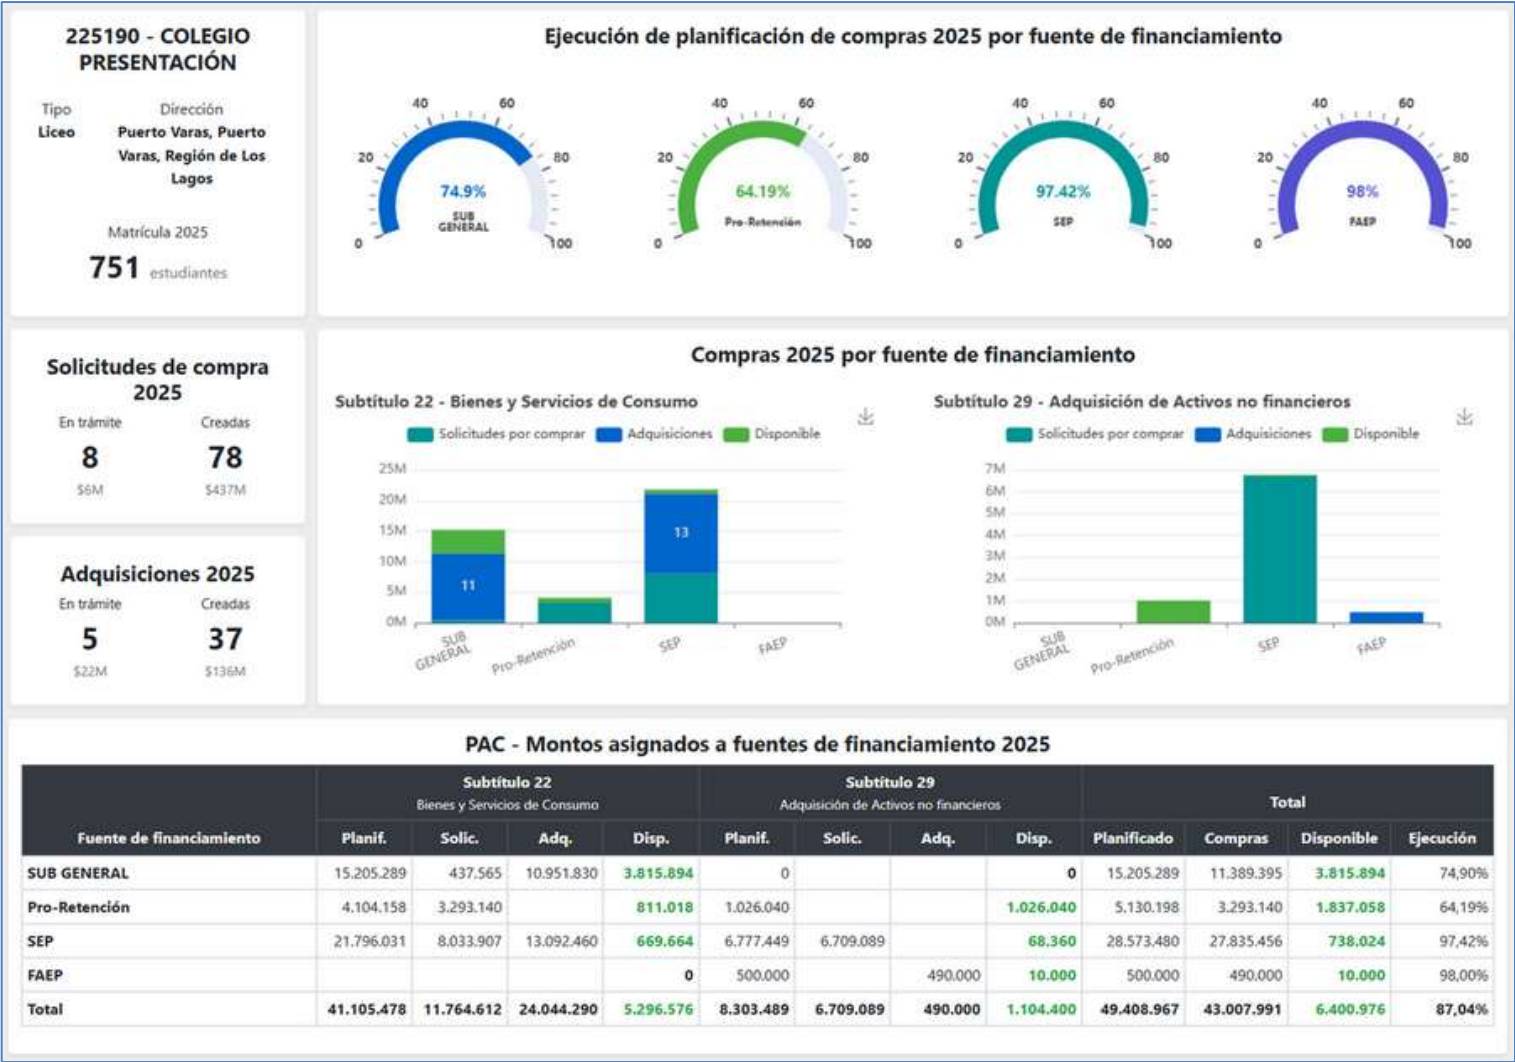 225190 - COLEGIO
PRESENTACIÓN
Tipo Dirección
Liceo Puerto Varas, Puerto
Varas, Región de Los
Lagos
Matrícula 2025
751 estudiantes
Ejecución de planificación de compras 2025 por fuente de financiamiento
0 20 40 60 80 100
74.9%
SUB
GENERAL
0 20 40 60 80 100
64.19%
Pro-Retención
0 20 40 60 80 100
97.42%
SEP
0 20 40 60 80 100
98%
FAEP
Solicitudes de compra
2025
En trámite Creadas
8 78
$6M $437M
Adquisiciones 2025
En trámite Creadas
5 37
$22M $136M
Compras 2025 por fuente de financiamiento
Subtítulo 22 - Bienes y Servicios de Consumo
Solicitudes por comprar Adquisiciones Disponible
25M
20M
15M
10M
5M
0M
11
13
SUB
GENERAL
Pro-Retención
SEP
FAEP
Subtítulo 29 - Adquisición de Activos no financieros
Solicitudes por comprar Adquisiciones Disponible
7M
6M
5M
4M
3M
2M
1M
0M
SUB
GENERAL
Pro-Retención
SEP
FAEP
PAC - Montos asignados a fuentes de financiamiento 2025
Subtítulo 22 Subtítulo 29
Bienes y Servicios de Consumo Adquisición de Activos no financieros Total
Fuente de financiamiento Planif. Solic. Adq. Disp. Planif. Solic. Adq. Disp. Planificado Compras Disponible Ejecución
SUB GENERAL 15.205.289 437.565 10.951.830 3.815.894 0 0 15.205.289 11.389.395 3.815.894 74,90%
Pro-Retención 4.104.158 3.293.140 811.018 1.026.040 1.026.040 5.130.198 3.293.140 1.837.058 64,19%
SEP 21.796.031 8.033.907 13.092.460 669.664 6.777.449 6.709.089 68.360 28.573.480 27.835.456 738.024 97,42%
FAEP 0 500.000 490.000 10.000 500.000 490.000 10.000 98,00%
Total 41.105.478 11.764.612 24.044.290 5.296.576 8.303.489 6.709.089 490.000 1.104.400 49.408.967 43.007.991 6.400.976 87,04%